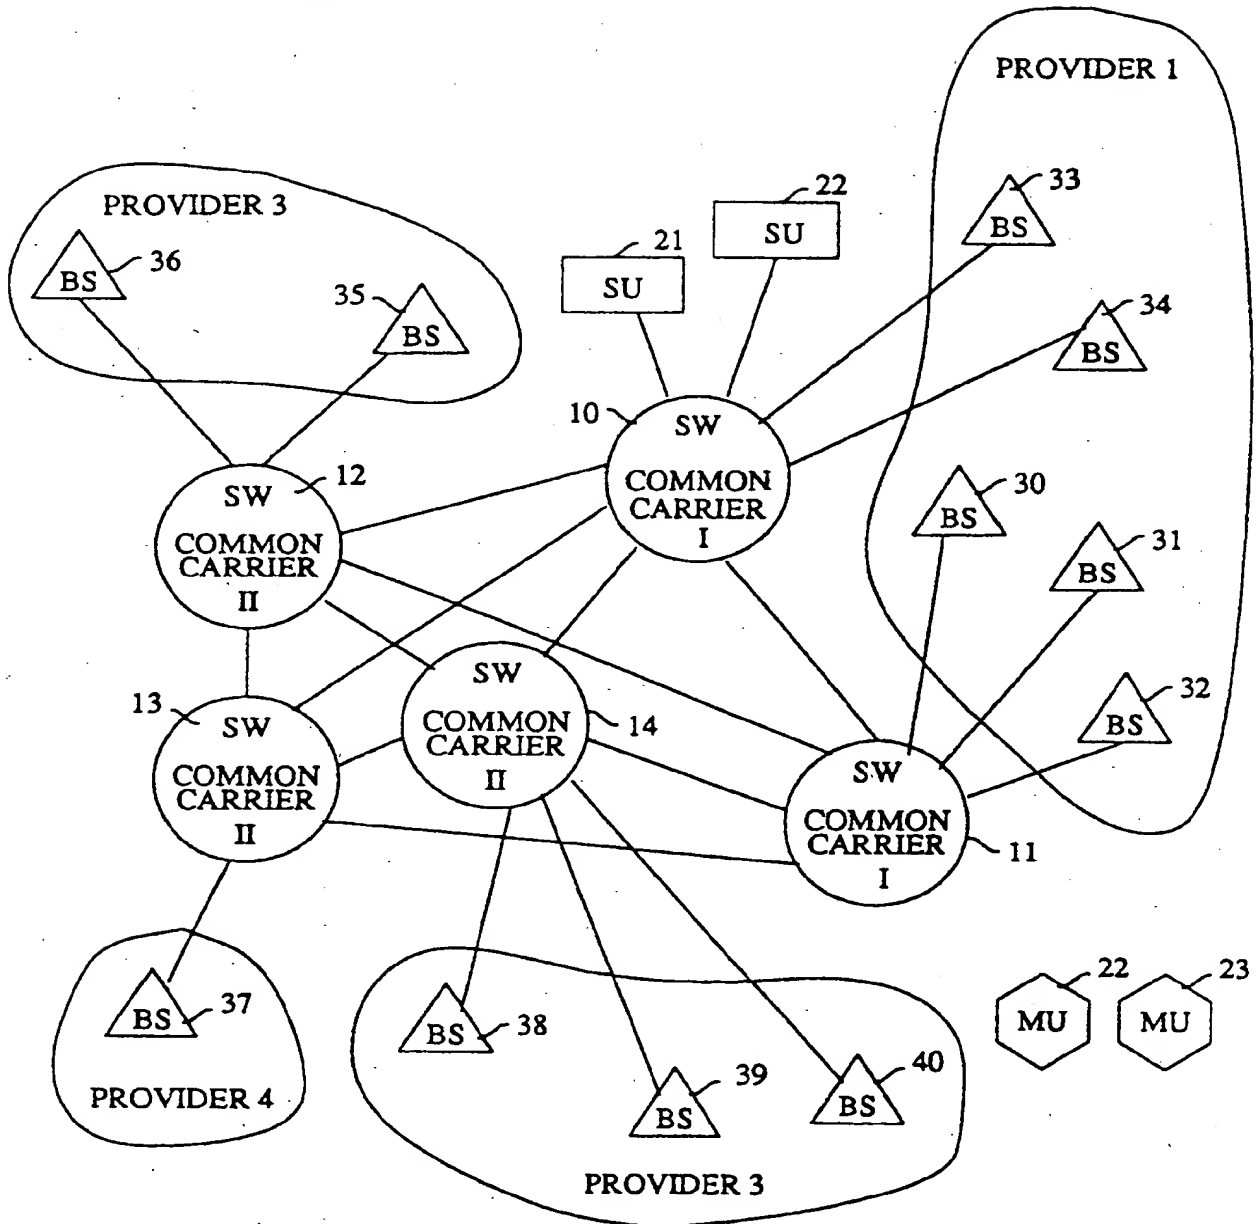 PROVIDER 1
33
BS
34
BS
30
BS
31
BS
32
BS
PROVIDER 3
36
BS
35
BS
22
SU
21
SU
10
SW
COMMON
CARRIER
I
12
SW
COMMON
CARRIER
II
13
SW
COMMON
CARRIER
II
14
SW
COMMON
CARRIER
II
11
SW
COMMON
CARRIER
I
BS
37
PROVIDER 4
BS
38
39
BS
40
BS
PROVIDER 3
22
MU
23
MU